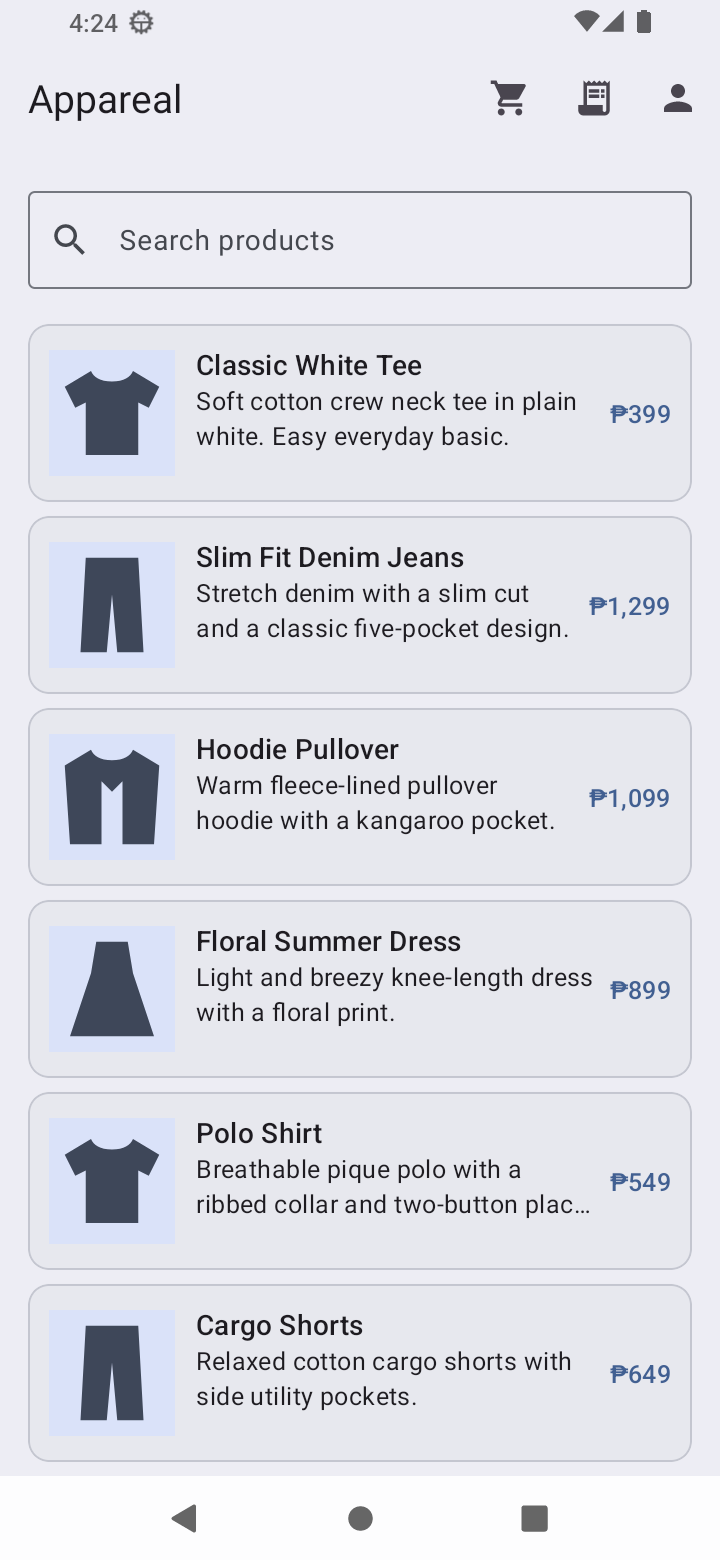 4:24
Appareal
Search products
Classic White Tee
Soft cotton crew neck tee in plain
white. Easy everyday basic.
₱399
Slim Fit Denim Jeans
Stretch denim with a slim cut
and a classic five-pocket design.
₱1,299
Hoodie Pullover
Warm fleece-lined pullover
hoodie with a kangaroo pocket.
₱1,099
Floral Summer Dress
Light and breezy knee-length dress
with a floral print.
₱899
Polo Shirt
Breathable pique polo with a
ribbed collar and two-button plac…
₱549
Cargo Shorts
Relaxed cotton cargo shorts with
side utility pockets.
₱649